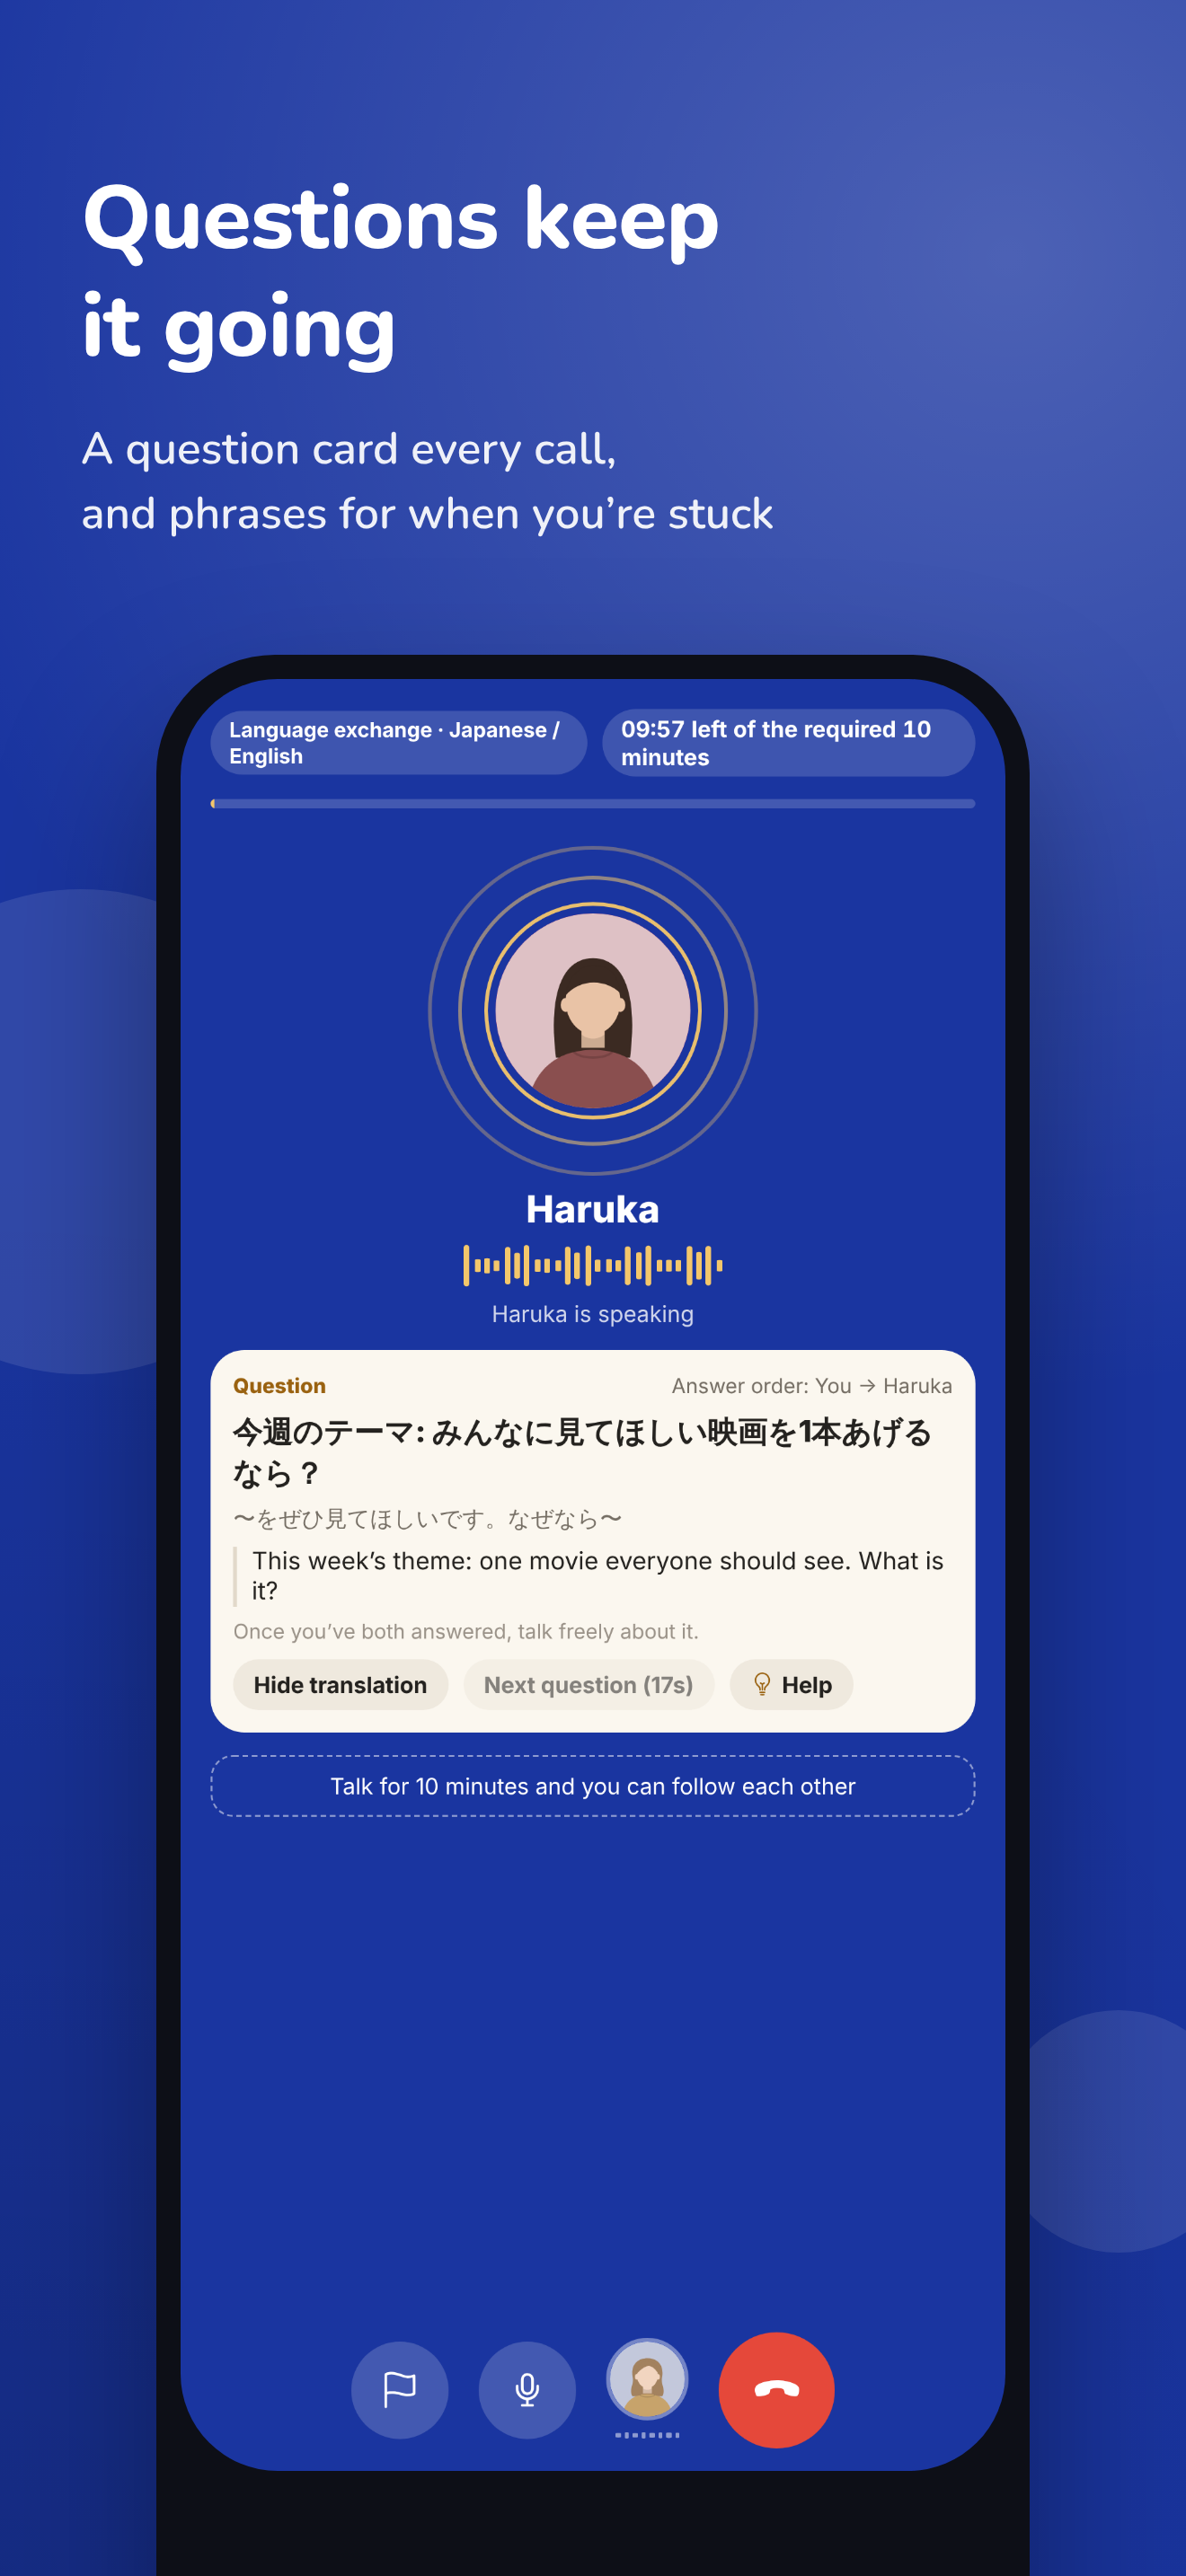 Questions keep
it going
A question card every call,
and phrases for when you’re stuck
Language exchange · Japanese /
English
09:57 left of the required 10
minutes
Haruka
Haruka is speaking
Question
Answer order: You → Haruka
今週のテーマ: みんなに見てほしい映画を1本あげる
なら？
〜をぜひ見てほしいです。なぜなら〜
This week’s theme: one movie everyone should see. What is
it?
Once you’ve both answered, talk freely about it.
Hide translation
Next question (17s)
Help
Talk for 10 minutes and you can follow each other